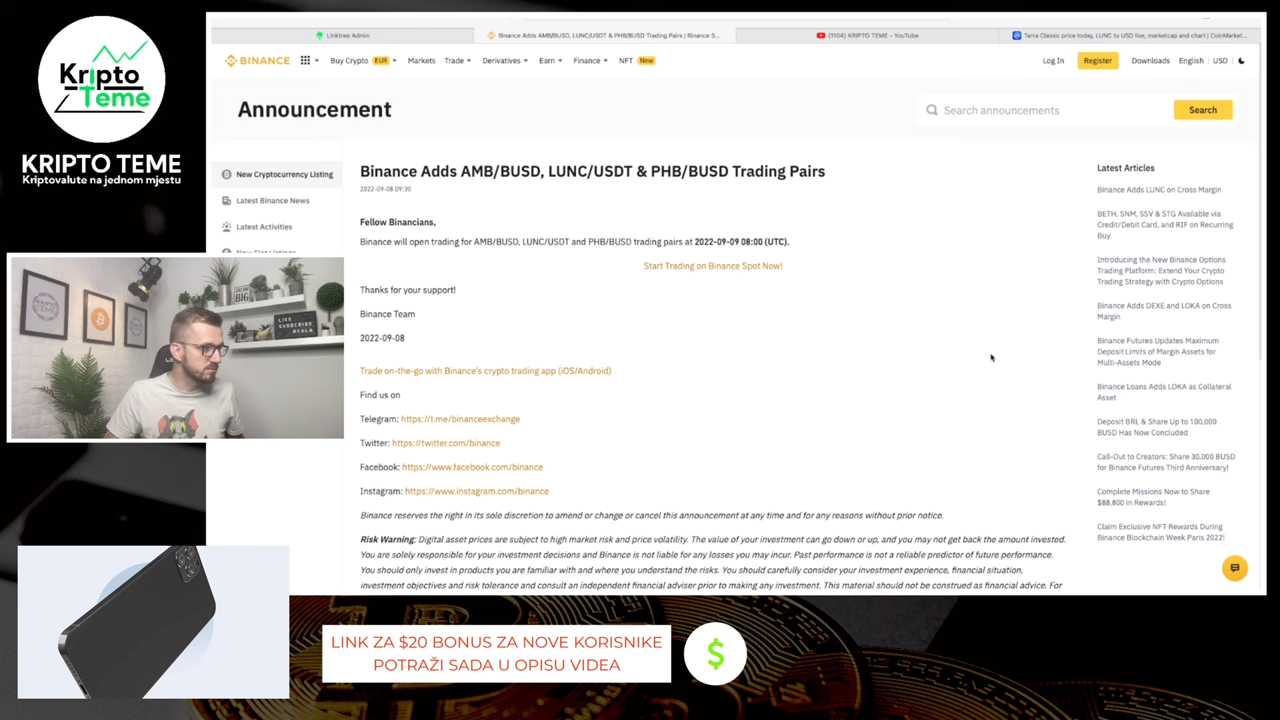 Kripto
Teme
KRIPTO TEME
Kriptovalute na jednom mjestu
Linktree Admin
Binance Adds AMB/BUSD, LUNC/USDT & PHB/BUSD Trading Pairs | Binance S...
(1104) KRIPTO TEME - YouTube
Terra Classic price today, LUNC to USD live, marketcap and chart | CoinMarket...
BINANCE
Buy Crypto
EUR
Markets
Trade
Derivatives
Earn
Finance
NFT
New
Log In
Register
Downloads
English
USD
Announcement
Search announcements
Search
New Cryptocurrency Listing
Latest Binance News
Latest Activities
New Fiat Listings
Binance Adds AMB/BUSD, LUNC/USDT & PHB/BUSD Trading Pairs
2022-09-08 09:30
Fellow Binancians,
Binance will open trading for AMB/BUSD, LUNC/USDT and PHB/BUSD trading pairs at 2022-09-09 08:00 (UTC).
Start Trading on Binance Spot Now!
Thanks for your support!
Binance Team
2022-09-08
Trade on-the-go with Binance's crypto trading app (iOS/Android)
Find us on
Telegram: https://t.me/binanceexchange
Twitter: https://twitter.com/binance
Facebook: https://www.facebook.com/binance
Instagram: https://www.instagram.com/binance
Binance reserves the right in its sole discretion to amend or change or cancel this announcement at any time and for any reasons without prior notice.
Risk Warning: Digital asset prices are subject to high market risk and price volatility. The value of your investment can go down or up, and you may not get back the amount invested.
You are solely responsible for your investment decisions and Binance is not liable for any losses you may incur. Past performance is not a reliable predictor of future performance.
You should only invest in products you are familiar with and where you understand the risks. You should carefully consider your investment experience, financial situation,
investment objectives and risk tolerance and consult an independent financial adviser prior to making any investment. This material should not be construed as financial advice. For
Latest Articles
Binance Adds LUNC on Cross Margin
BETH, SNM, SSV & STG Available via
Credit/Debit Card, and RIF on Recurring
Buy
Introducing the New Binance Options
Trading Platform: Extend Your Crypto
Trading Strategy with Crypto Options
Binance Adds DEXE and LOKA on Cross
Margin
Binance Futures Updates Maximum
Deposit Limits of Margin Assets for
Multi-Assets Mode
Binance Loans Adds LOKA as Collateral
Asset
Deposit BRL & Share Up to 100,000
BUSD Has Now Concluded
Call-Out to Creators: Share 30,000 BUSD
for Binance Futures Third Anniversary!
Complete Missions Now to Share
$88,800 in Rewards!
Claim Exclusive NFT Rewards During
Binance Blockchain Week Paris 2022!
LIKE
SUBSCRIBE
HVALA
BIG
LINK ZA $20 BONUS ZA NOVE KORISNIKE
POTRAŽI SADA U OPISU VIDEA
$